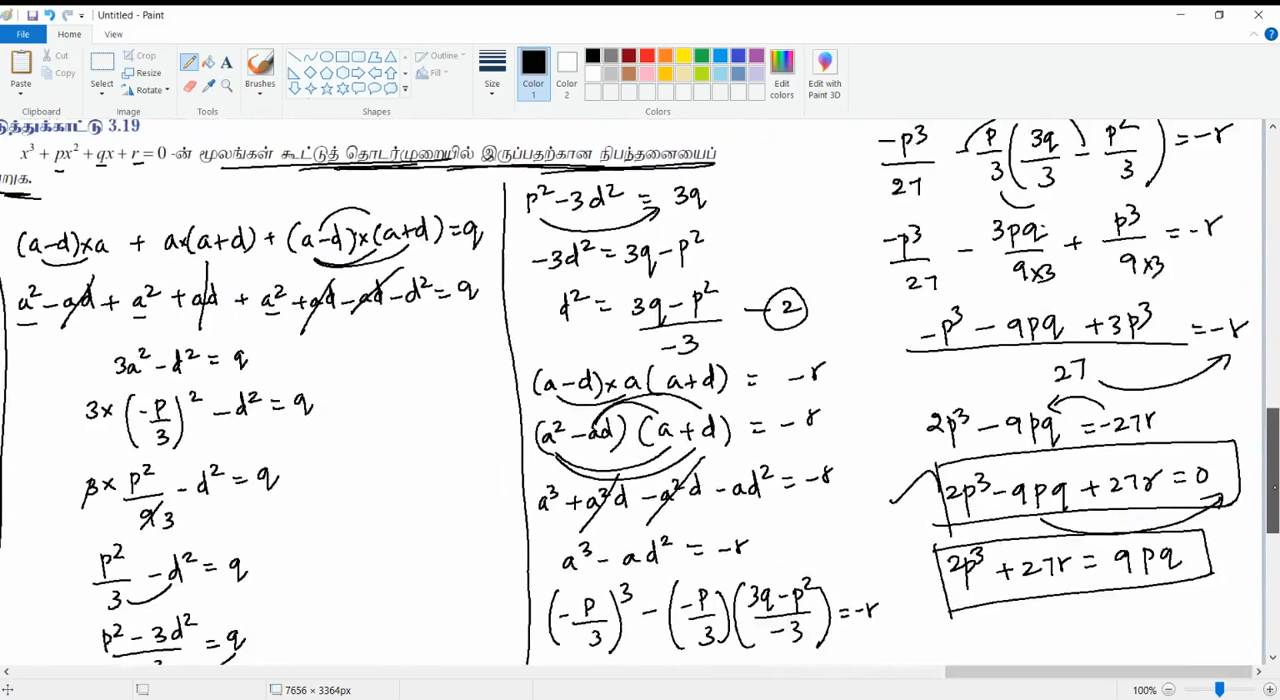 Untitled - Paint
File Home View
Paste Cut Copy Clipboard
Select Crop Resize Rotate Image
Tools
Brushes
Outline Fill Shapes
Size
Color 1 Color 2 Edit colors Edit with Paint 3D Colors
டுத்துக்காட்டு 3.19
x³ + px² + qx + r = 0 -ன் மூலங்கள் கூட்டுத் தொடர்முறையில் இருப்பதற்கான நிபந்தனையைப்
றுக.
(a-d)×a + a×(a+d) + (a-d)×(a+d) = q
a² - ad + a² + ad + a² + ad - ad - d² = q
3a² - d² = q
3×(-p/3)² - d² = q
3× p²/9 3 - d² = q
p²/3 - d² = q
p² - 3d² = q
p² - 3d² = 3q
-3d² = 3q - p²
d² = (3q - p²)/-3 — 2
(a-d)×a(a+d) = -r
(a² - ad)(a+d) = -r
a³ + a²d - a²d - ad² = -r
a³ - ad² = -r
(-p/3)³ - (-p/3)((3q-p²)/-3) = -r
-p³/27 - p/3 (3q/3 - p²/3) = -r
-p³/27 - 3pq/9×3 + p³/9×3 = -r
(-p³ - 9pq + 3p³)/27 = -r
2p³ - 9pq = -27r
2p³ - 9pq + 27r = 0
2p³ + 27r = 9pq
7656 × 3364px 100%